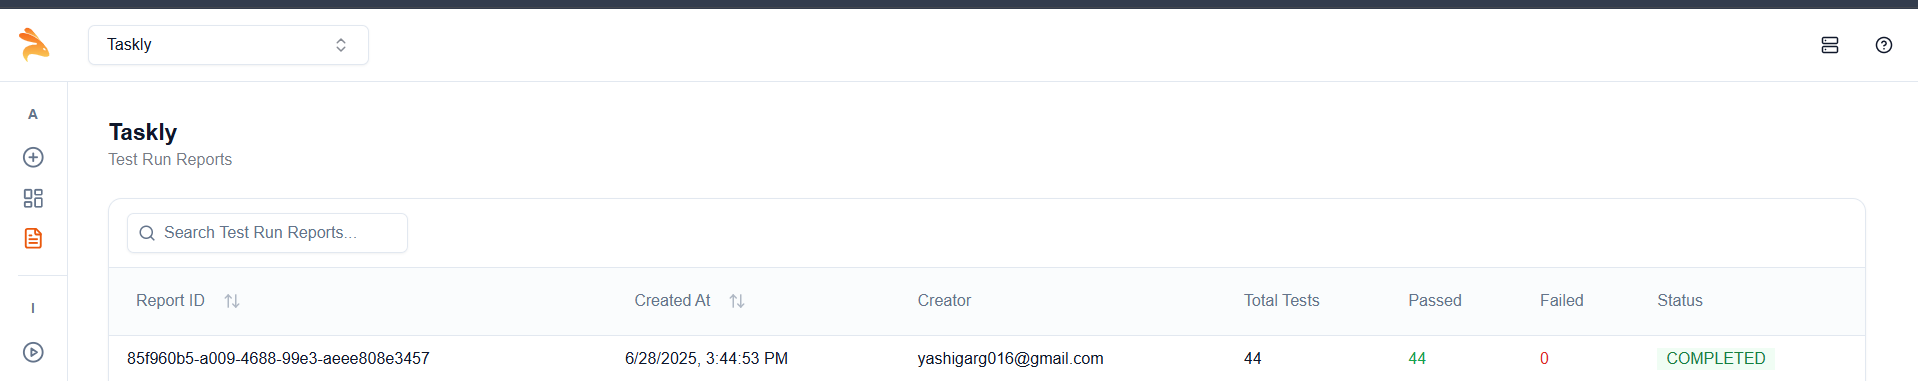 Taskly
A
Taskly
Test Run Reports
Search Test Run Reports...
Report ID Created At Creator Total Tests Passed Failed Status
I
85f960b5-a009-4688-99e3-aeee808e3457 6/28/2025, 3:44:53 PM yashigarg016@gmail.com 44 44 0 COMPLETED